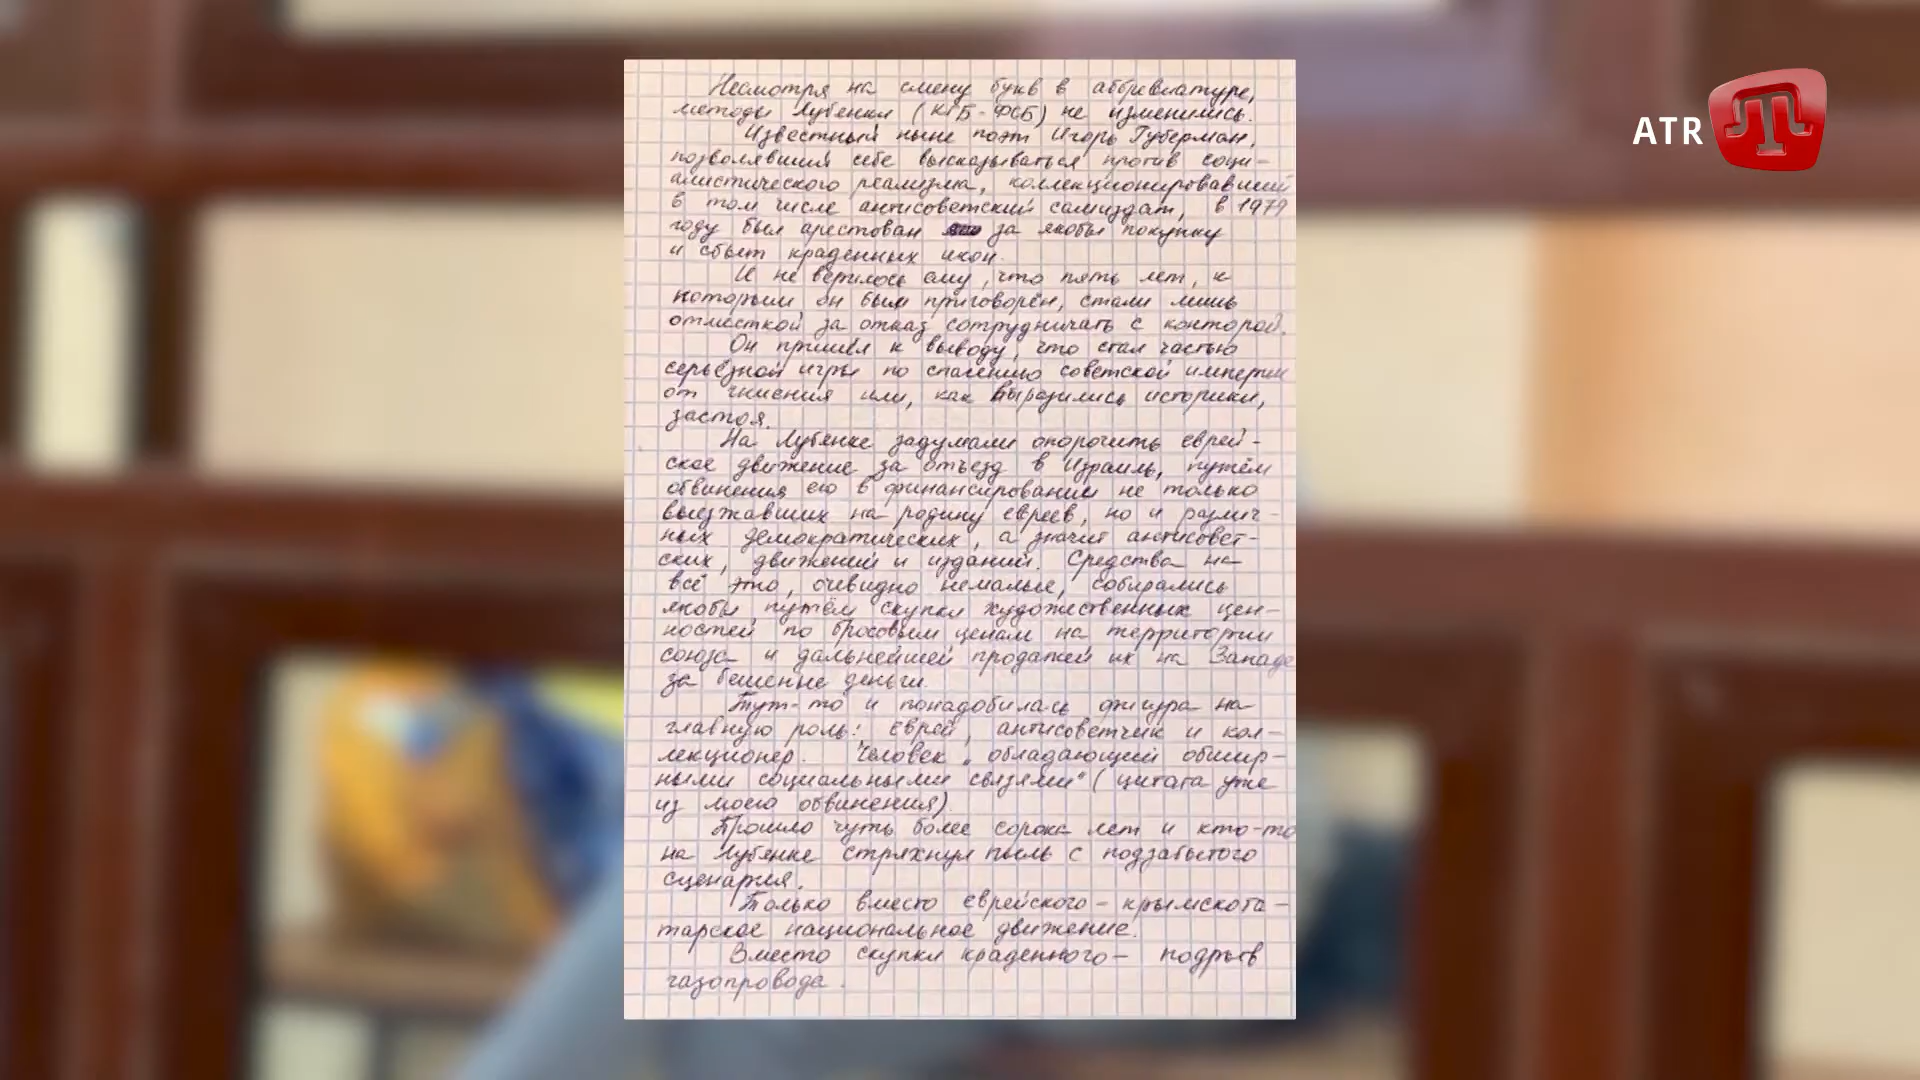 Несмотря на смену букв в аббревиатуре,
методы Лубянки (КГБ-ФСБ) не изменились.
Известный ныне поэт Игорь Губерман,
позволявший себе высказываться против соци-
алистического реализма, коллекционировавший
в том числе антисоветский самиздат, в 1979
году был арестован за якобы покупку
и сбыт краденных икон.
И не верилось ему, что пять лет, к
которым он был приговорён, стали лишь
отместкой за отказ сотрудничать с конторой.
Он пришёл к выводу, что стал частью
серьёзной игры по спасению советской империи
от гниения или, как выразились историки,
застоя.
На Лубянке задумали опорочить еврей-
ское движение за отъезд в Израиль, путём
обвинения его в финансировании не только
выезжавших на родину евреев, но и различ-
ных демократических, а значит антисовет-
ских, движений и изданий. Средства на
всё это, очевидно немалые, собирались
якобы путём скупки художественных цен-
ностей по бросовым ценам на территории
союза и дальнейшей продажей их на Западе
за бешеные деньги.
Тут-то и понадобилась фигура на
главную роль: еврей, антисоветчик и кол-
лекционер. Человек „обладающий обшир-
ными социальными связями" (цитата уже
из моего обвинения).
Прошло чуть более сорока лет и кто-то
на Лубянке стряхнул пыль с подзабытого
сценария.
Только вместо еврейского - крымскота-
тарское национальное движение.
Вместо скупки краденного - подрыв
газопровода.
ATR